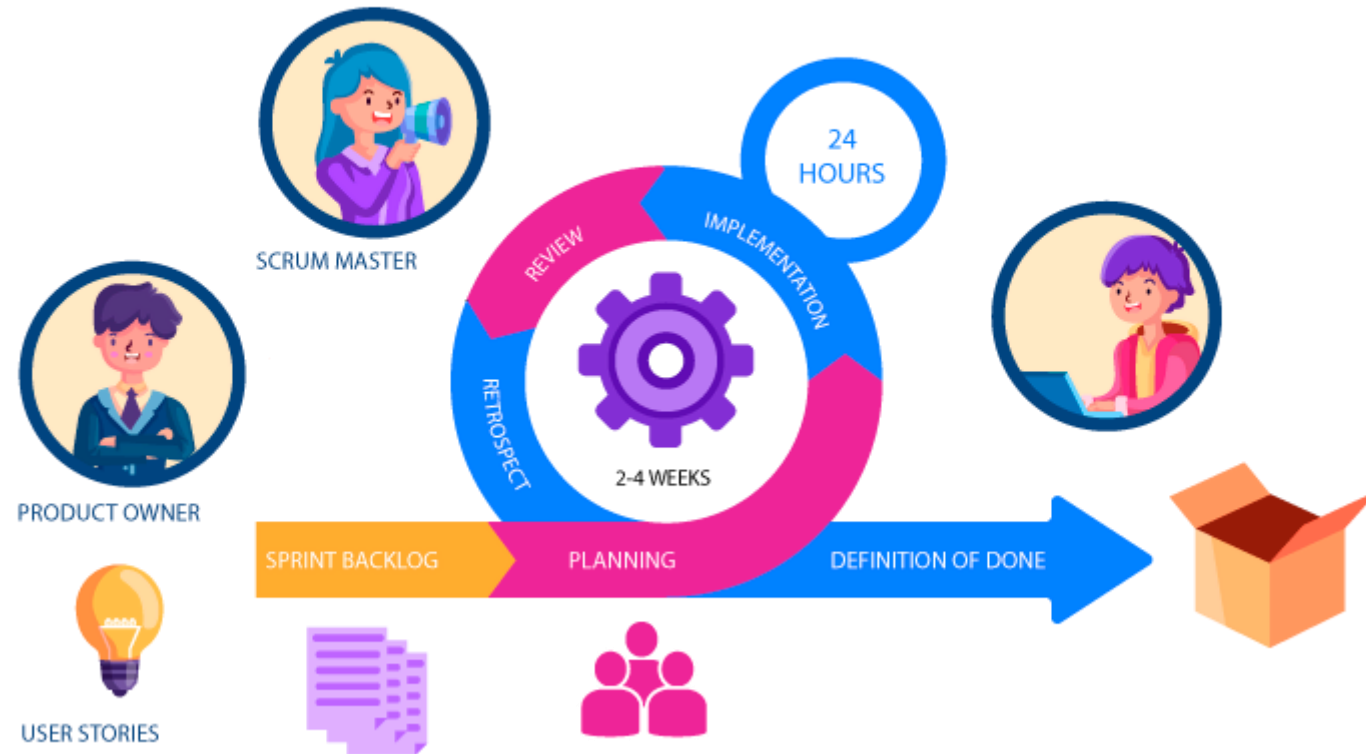 24
HOURS
SCRUM MASTER
REVIEW
IMPLEMENTATION
RETROSPECT
2-4 WEEKS
PRODUCT OWNER
SPRINT BACKLOG
PLANNING
DEFINITION OF DONE
USER STORIES